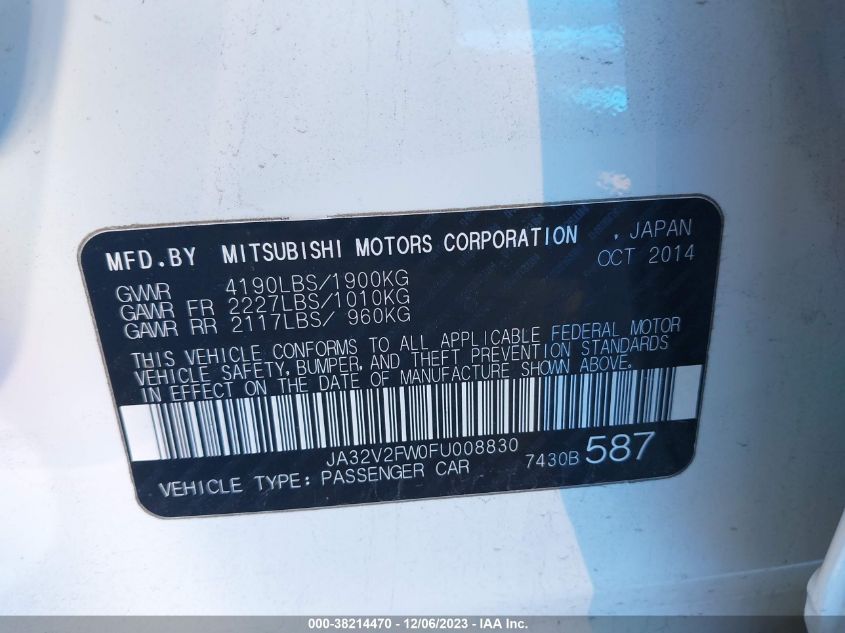 MFD.BY MITSUBISHI MOTORS CORPORATION , JAPAN
OCT 2014
GVWR 4190LBS/1900KG
GAWR FR 2227LBS/1010KG
GAWR RR 2117LBS/ 960KG
THIS VEHICLE CONFORMS TO ALL APPLICABLE FEDERAL MOTOR
VEHICLE SAFETY, BUMPER, AND THEFT PREVENTION STANDARDS
IN EFFECT ON THE DATE OF MANUFACTURE SHOWN ABOVE.
JA32V2FW0FU008830
7430B 587
VEHICLE TYPE: PASSENGER CAR
000-38214470 - 12/06/2023 - IAA Inc.